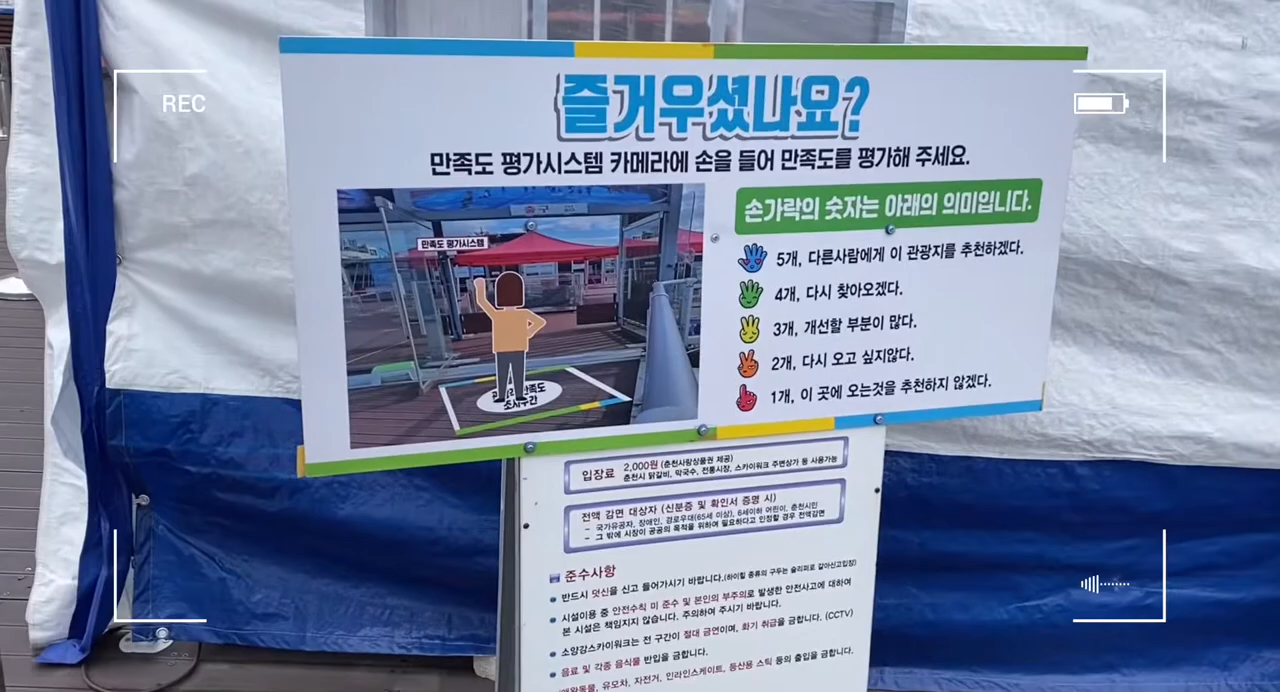 REC
즐거우셨나요?
만족도 평가시스템 카메라에 손을 들어 만족도를 평가해 주세요.
만족도 평가시스템
손가락의 숫자는 아래의 의미입니다.
5개, 다른사람에게 이 관광지를 추천하겠다.
4개, 다시 찾아오겠다.
3개, 개선할 부분이 많다.
2개, 다시 오고 싶지않다.
1개, 이 곳에 오는것을 추천하지 않겠다.
입장료 2,000원 (춘천사랑상품권 제공)
춘천시 닭갈비, 막국수, 전통시장, 스카이워크 주변상가 등 사용가능
전액 감면 대상자 (신분증 및 확인서 증명 시)
- 국가유공자, 장애인, 경로우대(65세 이상), 6세이하 어린이, 춘천시민
- 그 밖에 시장이 공공의 목적을 위하여 필요하다고 인정할 경우 전액감면
준수사항
반드시 덧신을 신고 들어가시기 바랍니다.(하이힐 종류의 구두는 슬리퍼로 갈아신고입장)
시설이용 중 안전수칙 미 준수 및 본인의 부주의로 발생한 안전사고에 대하여
본 시설은 책임지지 않습니다. 주의하여 주시기 바랍니다.
소양강스카이워크는 전 구간이 절대 금연이며, 화기 취급을 금합니다. (CCTV)
음료 및 각종 음식물 반입을 금합니다.
애완동물, 유모차, 자전거, 인라인스케이트, 등산용 스틱 등의 출입을 금합니다.